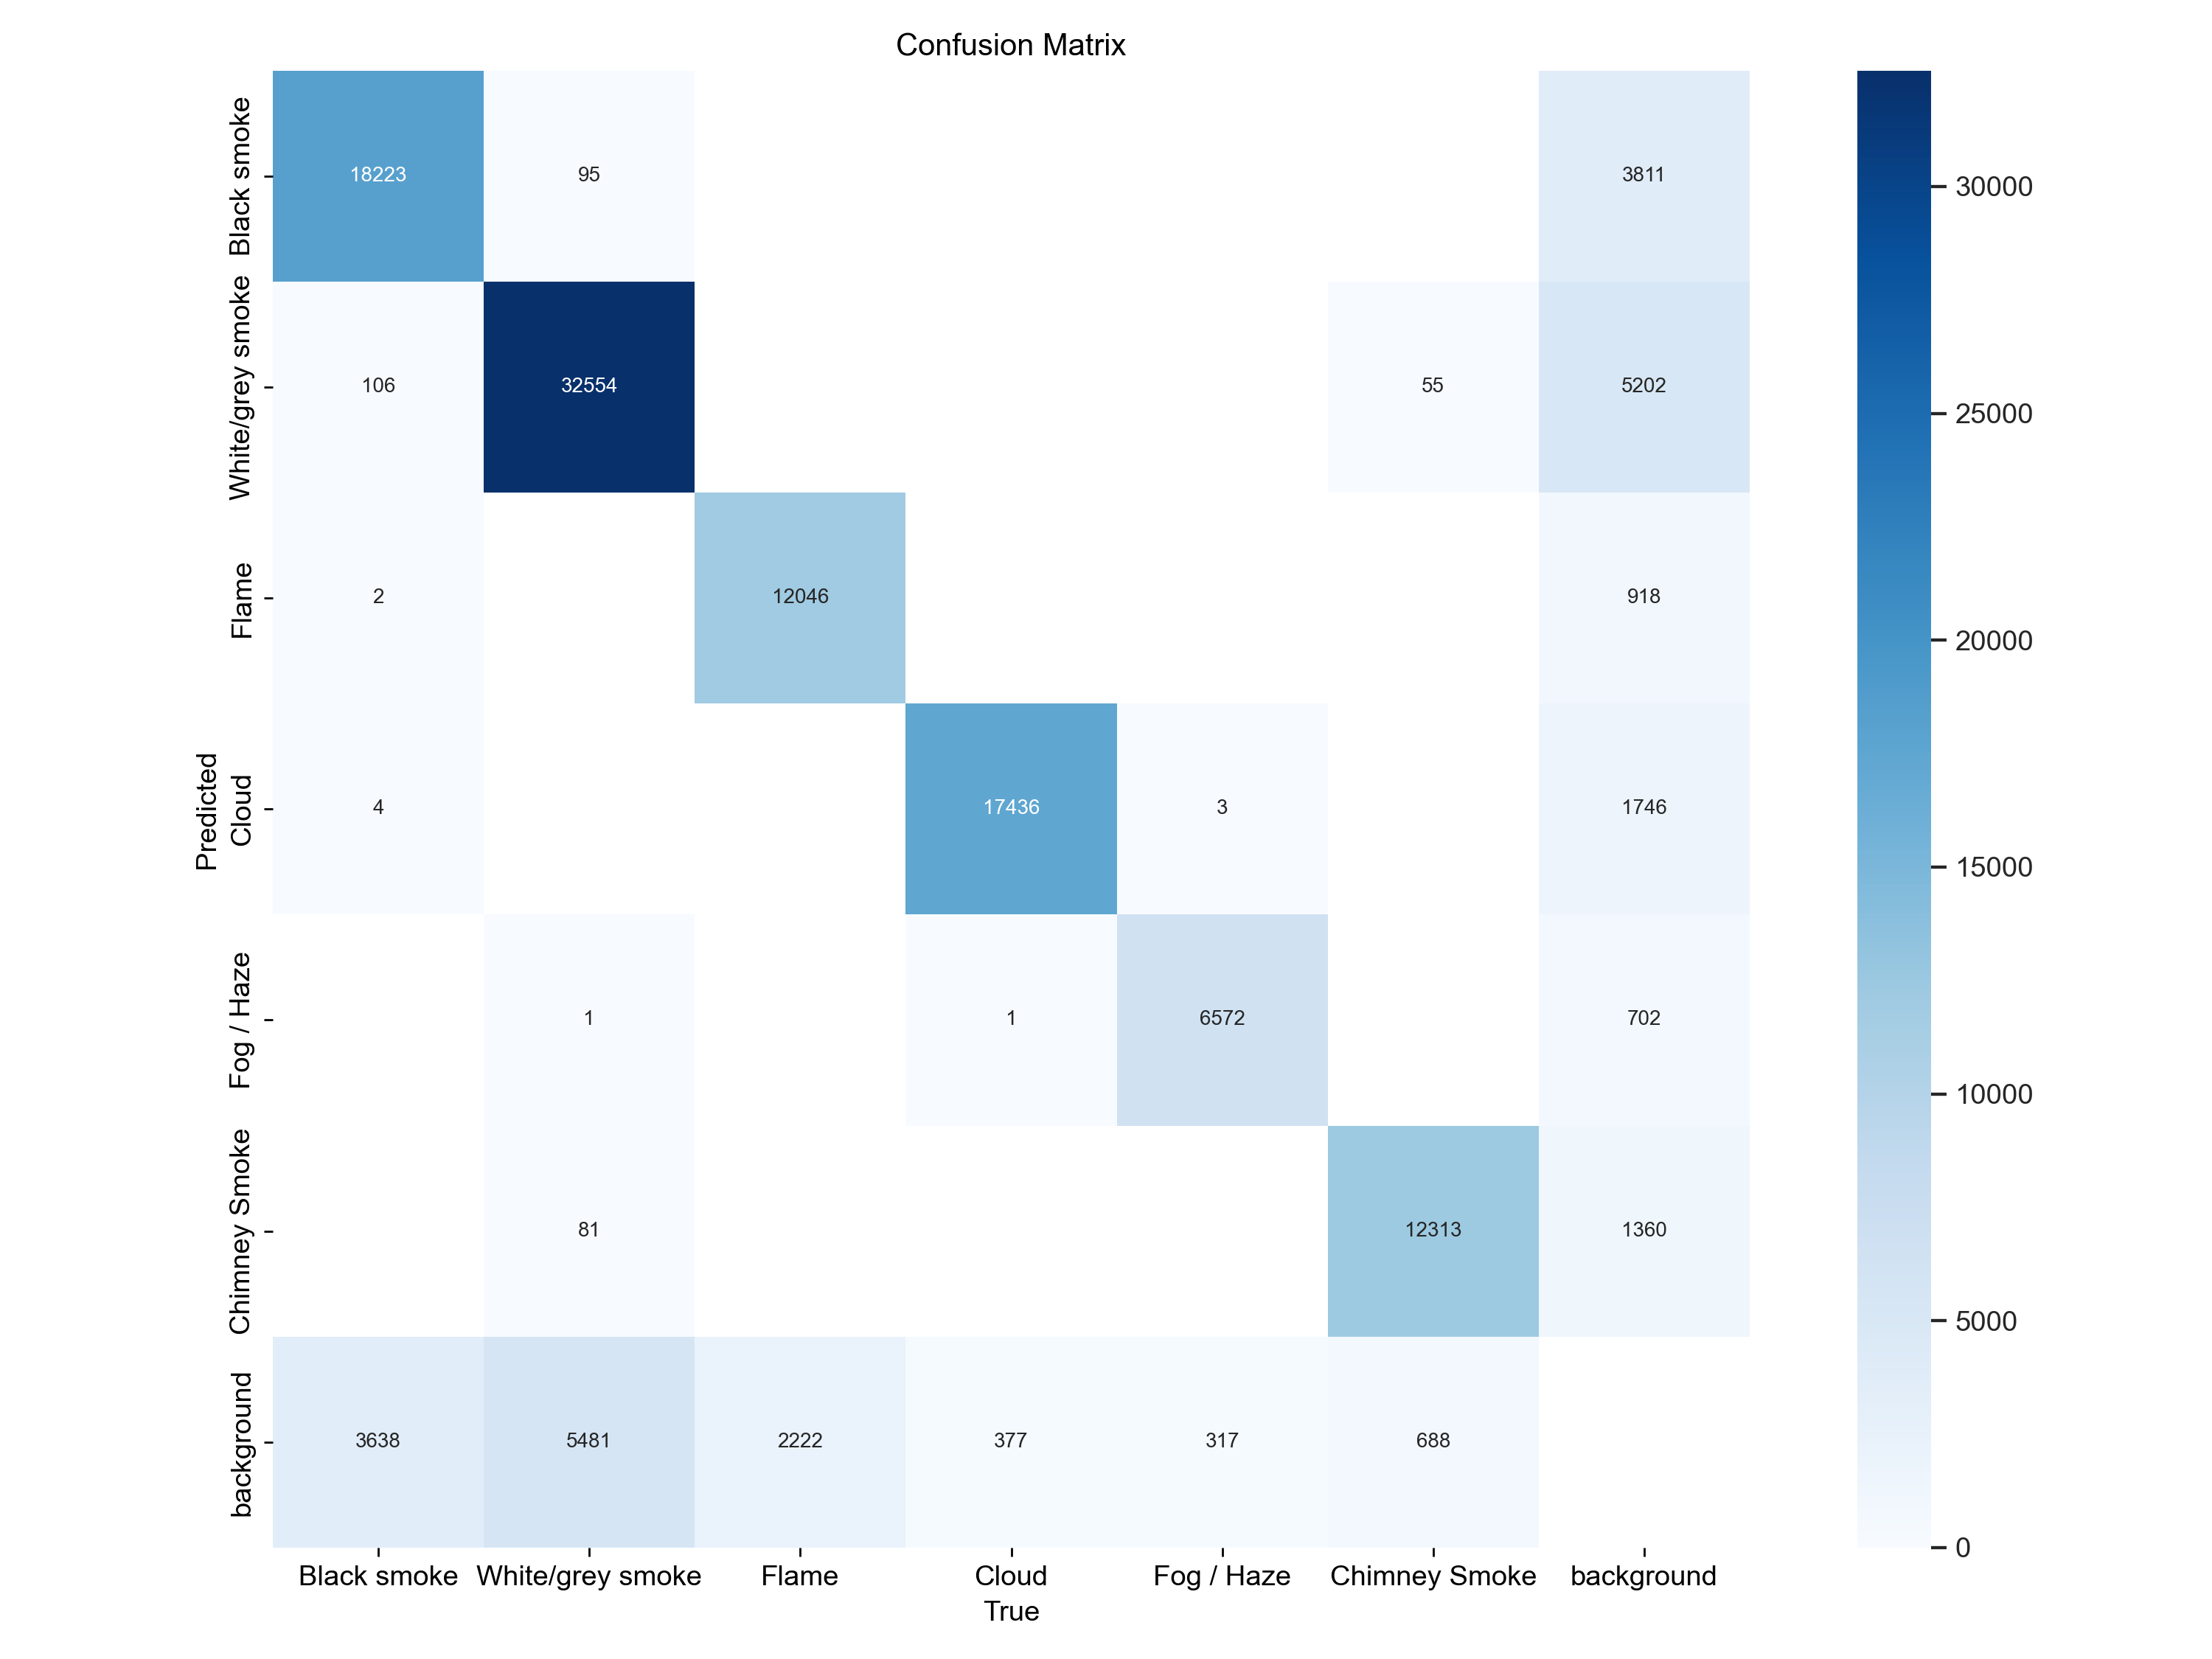 Confusion Matrix
Predicted
Black smoke
18223 95 3811
White/grey smoke
106 32554 55 5202
Flame
2 12046 918
Cloud
4 17436 3 1746
Fog / Haze
1 1 6572 702
Chimney Smoke
81 12313 1360
background
3638 5481 2222 377 317 688
Black smoke White/grey smoke Flame Cloud Fog / Haze Chimney Smoke background
True
30000
25000
20000
15000
10000
5000
0